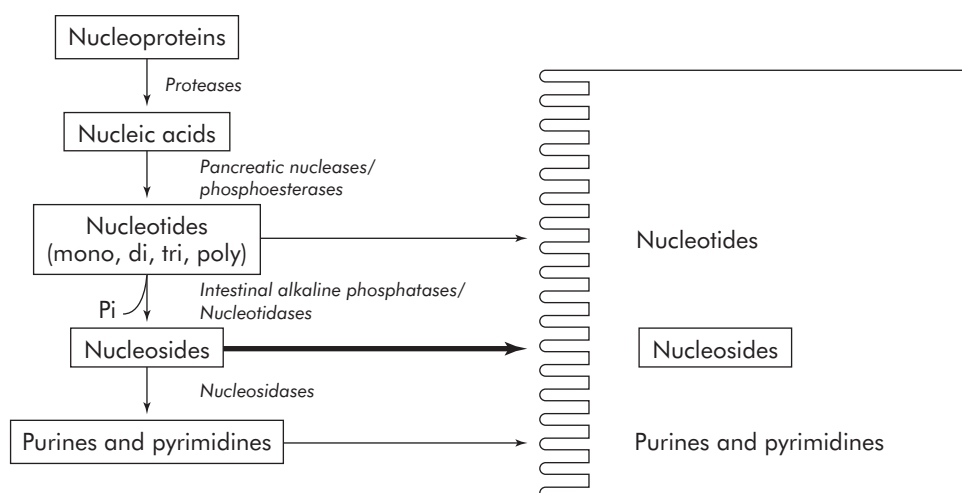 Nucleoproteins
Proteases
Nucleic acids
Pancreatic nucleases/
phosphoesterases
Nucleotides
(mono, di, tri, poly)
Nucleotides
Pi
Intestinal alkaline phosphatases/
Nucleotidases
Nucleosides
Nucleosides
Nucleosidases
Purines and pyrimidines
Purines and pyrimidines